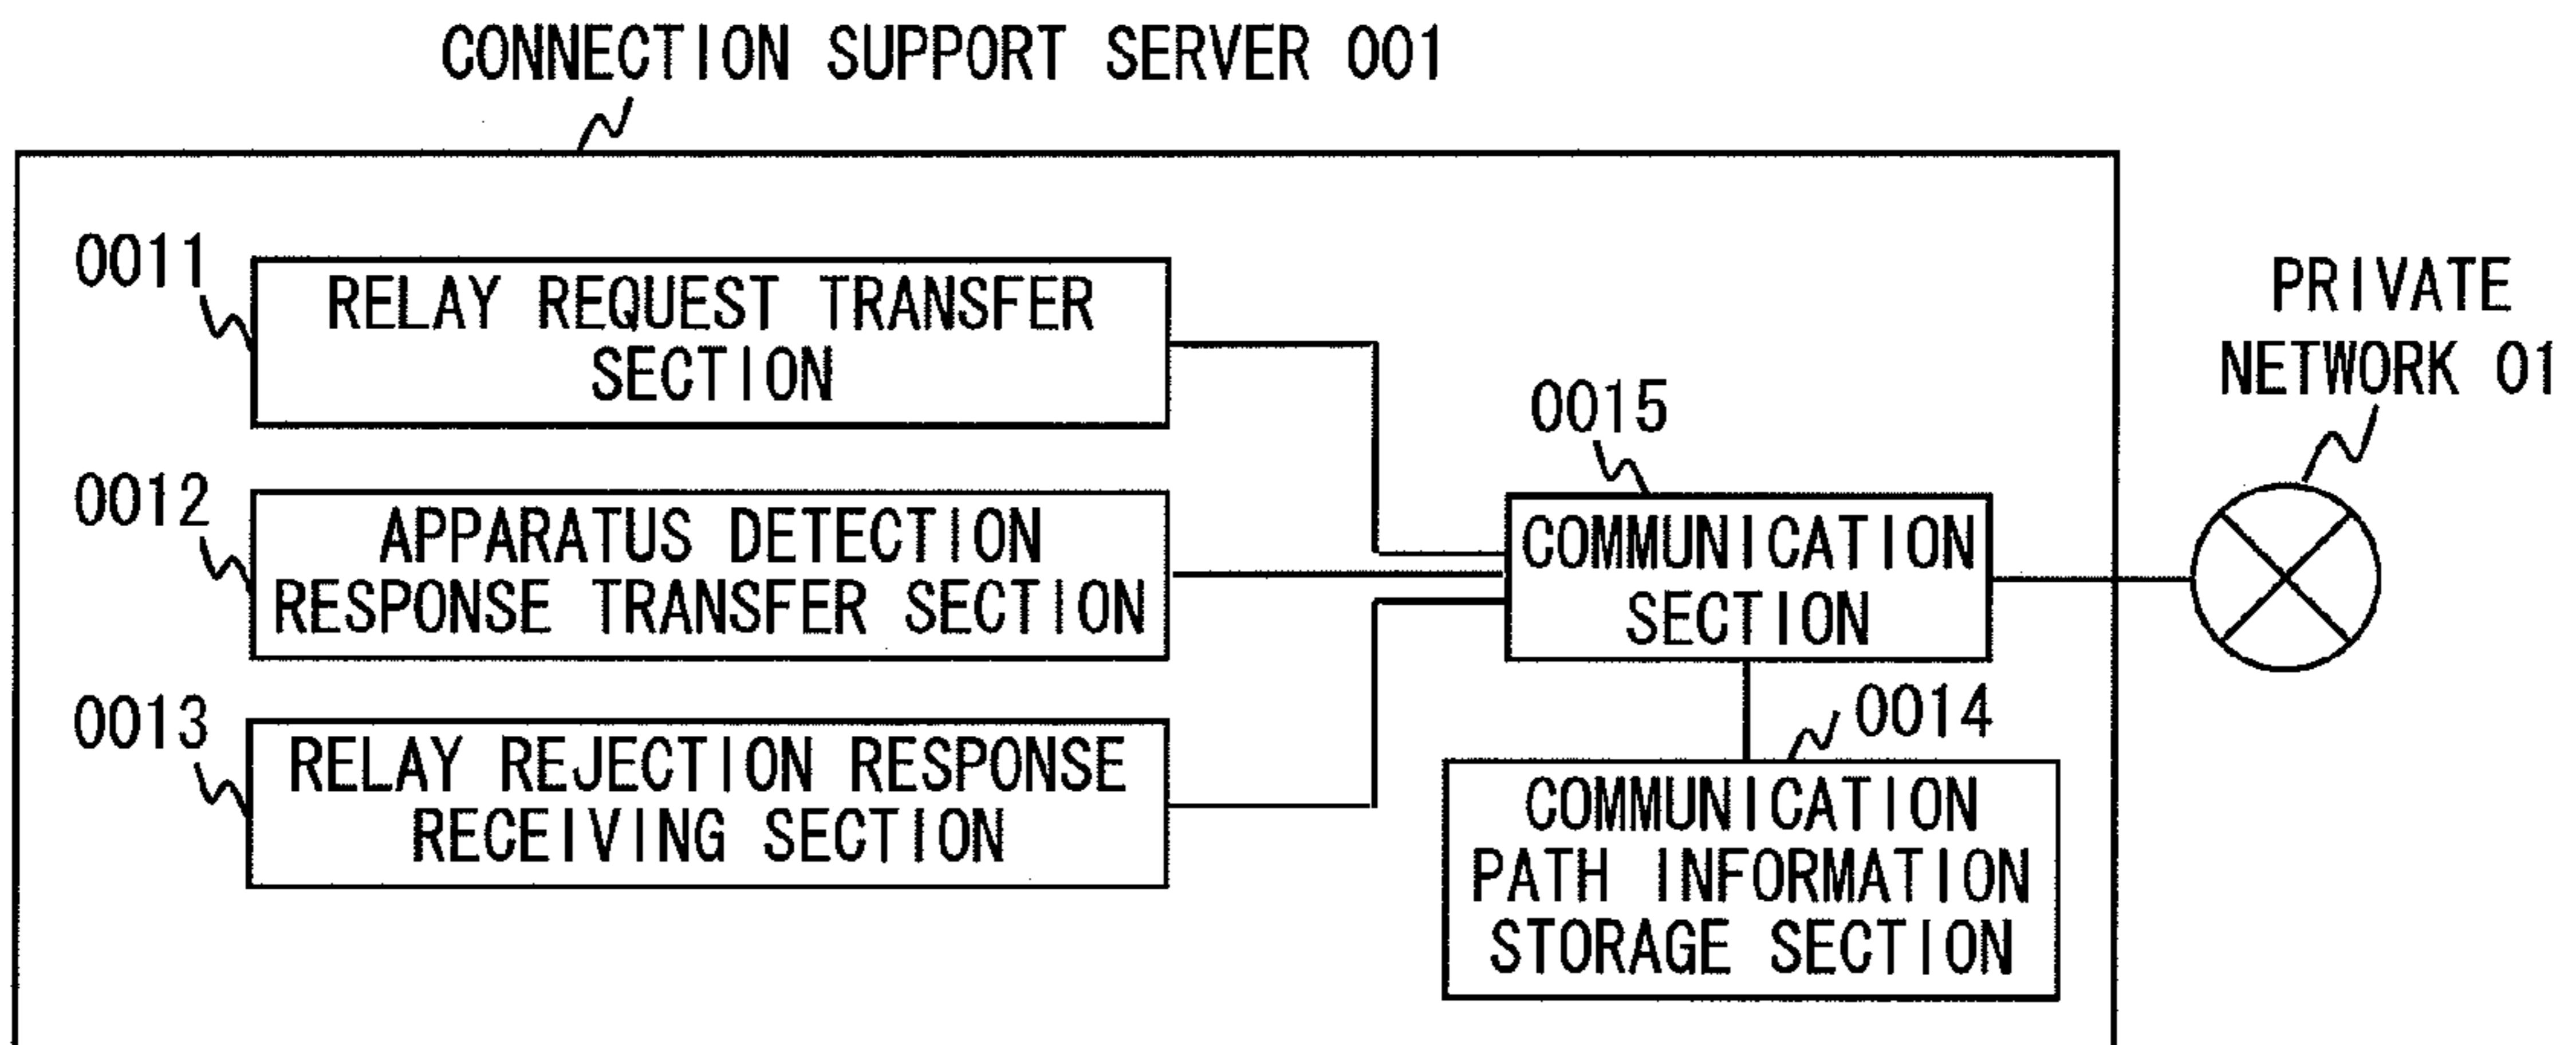 CONNECTION SUPPORT SERVER 001
0011
RELAY REQUEST TRANSFER
SECTION
PRIVATE
NETWORK 01
0015
0012
APPARATUS DETECTION
RESPONSE TRANSFER SECTION
COMMUNICATION
SECTION
0013
RELAY REJECTION RESPONSE
RECEIVING SECTION
0014
COMMUNICATION
PATH INFORMATION
STORAGE SECTION